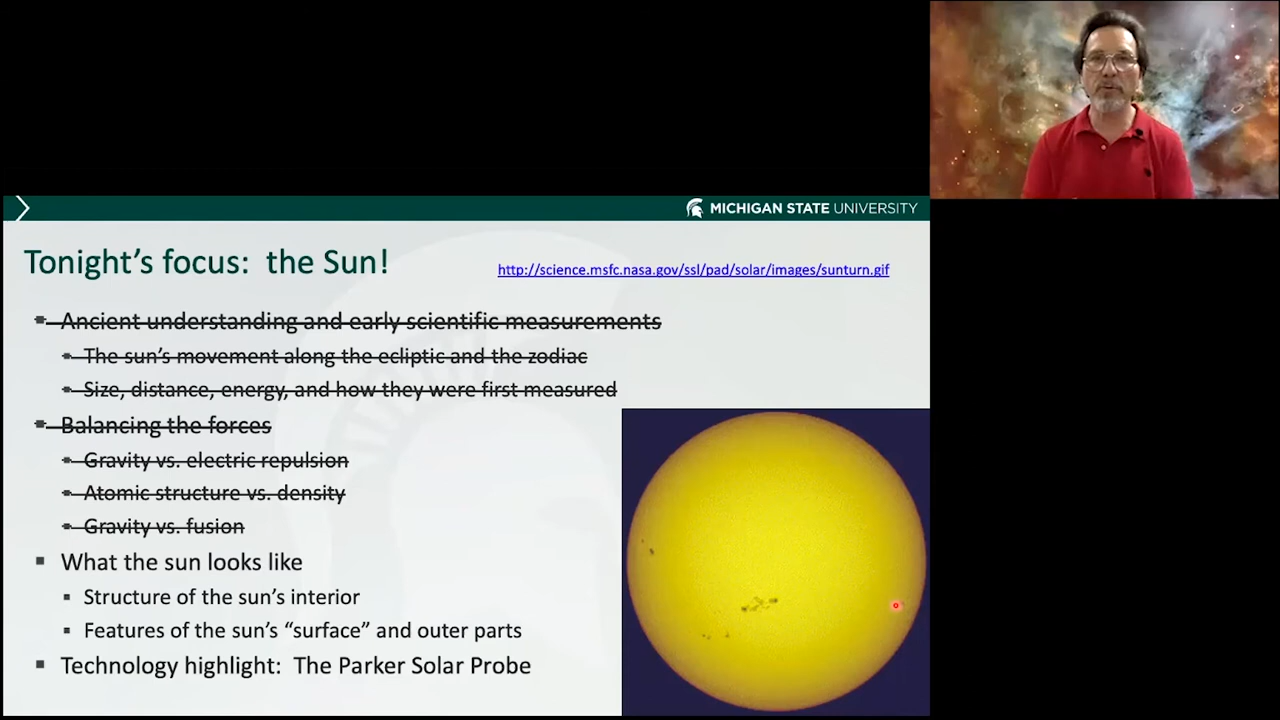 MICHIGAN STATE UNIVERSITY
Tonight's focus: the Sun!
http://science.msfc.nasa.gov/ssl/pad/solar/images/sunturn.gif
Ancient understanding and early scientific measurements
The sun's movement along the ecliptic and the zodiac
Size, distance, energy, and how they were first measured
Balancing the forces
Gravity vs. electric repulsion
Atomic structure vs. density
Gravity vs. fusion
What the sun looks like
Structure of the sun's interior
Features of the sun's “surface” and outer parts
Technology highlight: The Parker Solar Probe